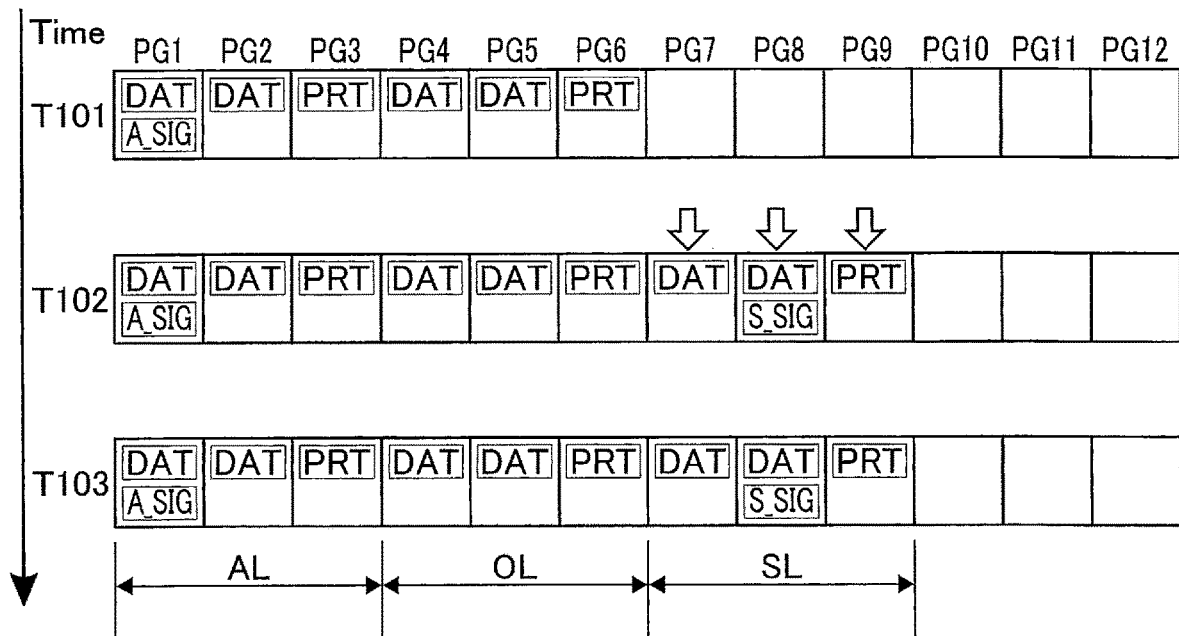 Time PG1 PG2 PG3 PG4 PG5 PG6 PG7 PG8 PG9 PG10 PG11 PG12
T101 DAT DAT PRT DAT DAT PRT
A_SIG
T102 DAT DAT PRT DAT DAT PRT DAT DAT PRT
A_SIG S_SIG
T103 DAT DAT PRT DAT DAT PRT DAT DAT PRT
A_SIG S_SIG
AL OL SL